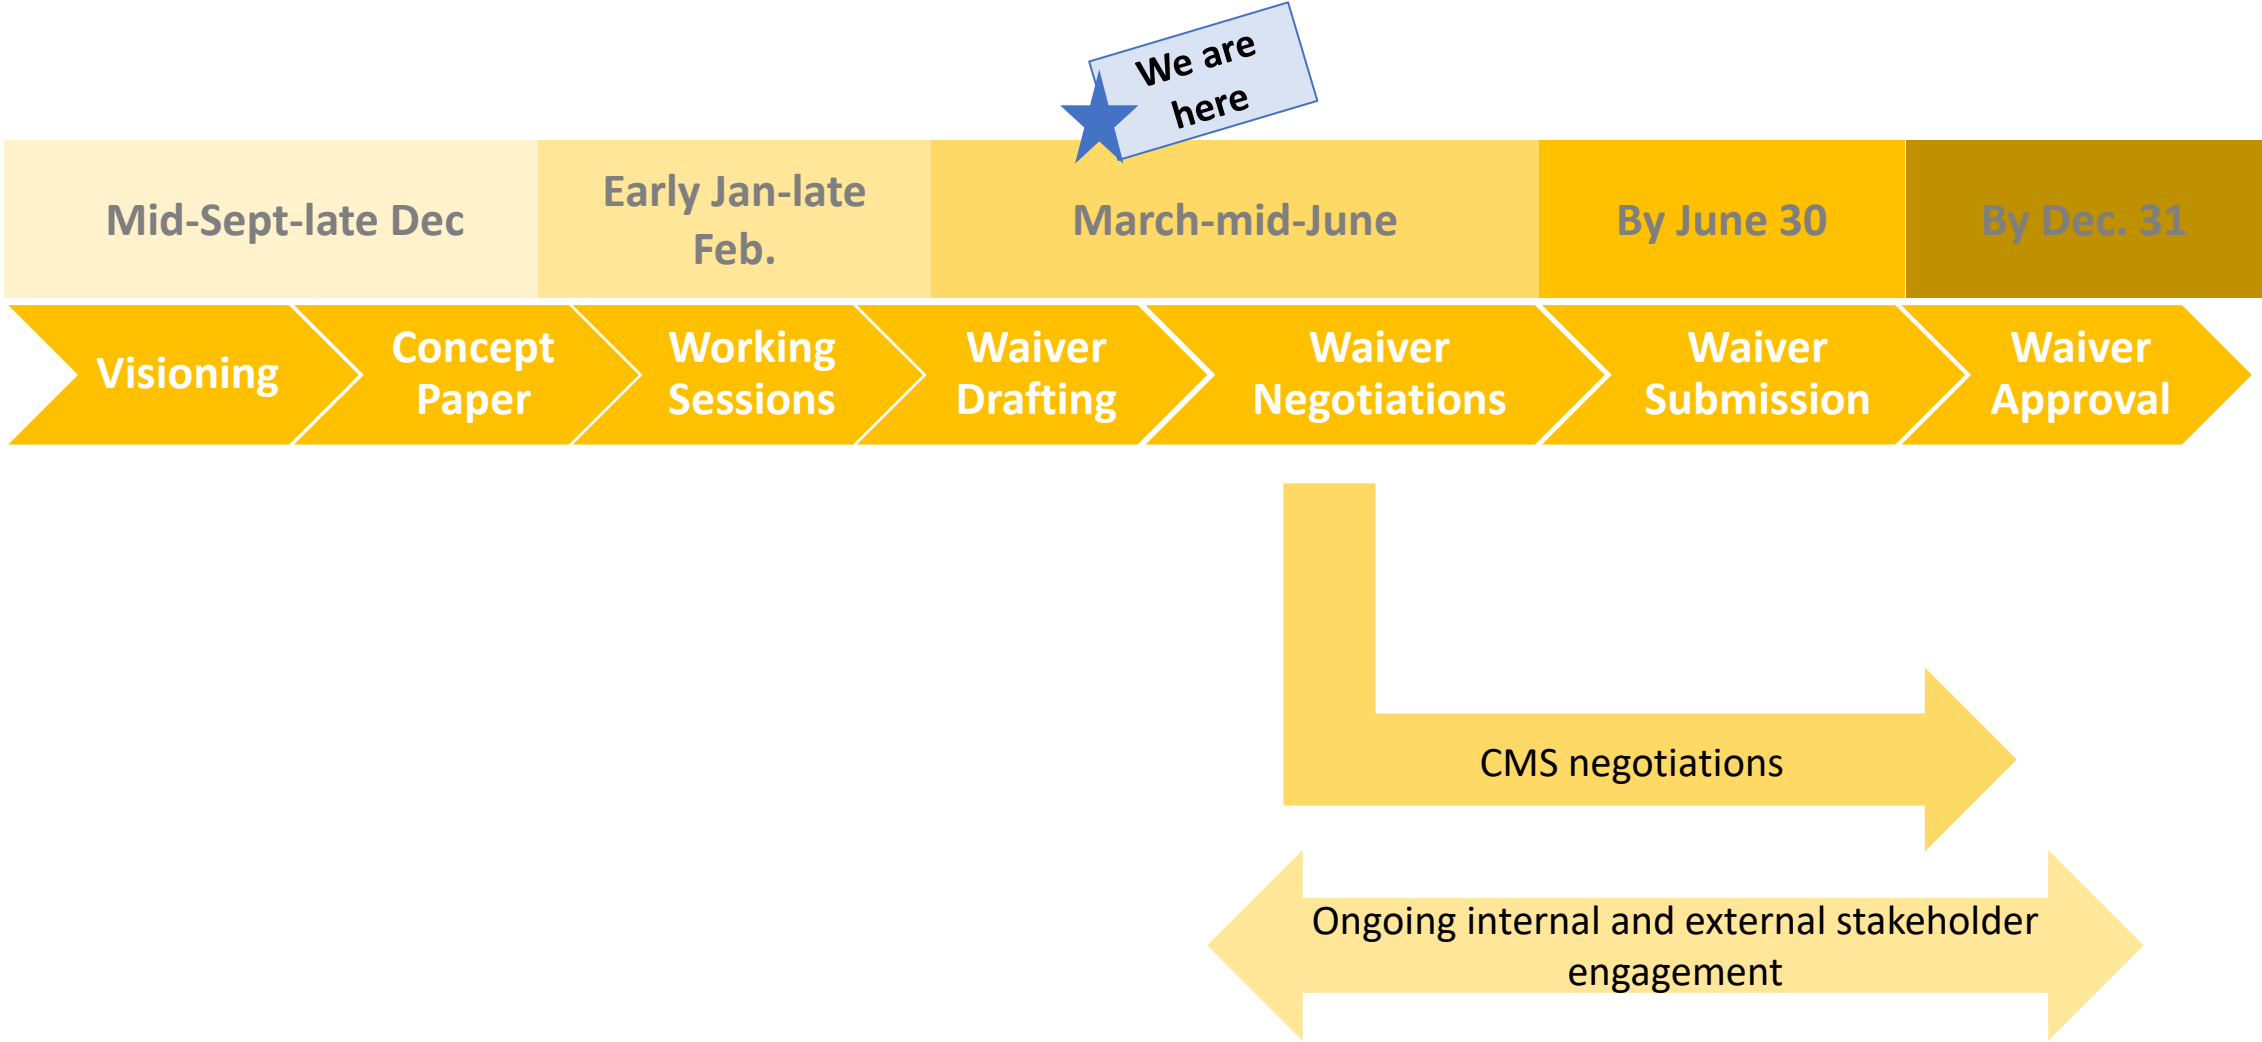 We are
here
Mid-Sept-late Dec
Early Jan-late
Feb.
March-mid-June
By June 30
By Dec. 31
Visioning
Concept
Paper
Working
Sessions
Waiver
Drafting
Waiver
Negotiations
Waiver
Submission
Waiver
Approval
CMS negotiations
Ongoing internal and external stakeholder
engagement